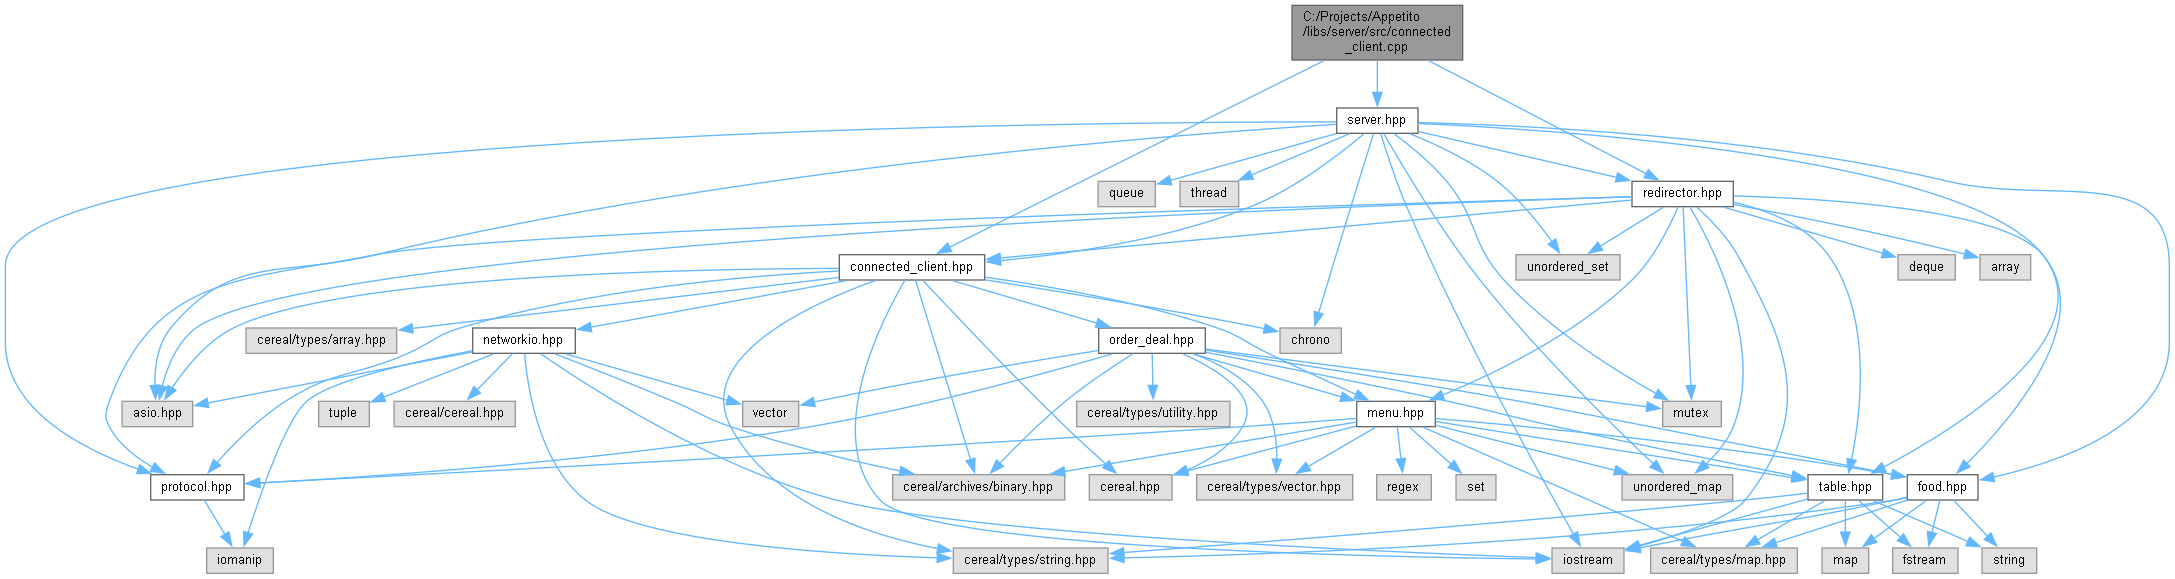 C:/Projects/Appetito
/libs/server/src/connected
_client.cpp
server.hpp
queue
thread
redirector.hpp
connected_client.hpp
unordered_set
deque
array
cereal/types/array.hpp
networkio.hpp
order_deal.hpp
chrono
asio.hpp
tuple
cereal/cereal.hpp
vector
cereal/types/utility.hpp
menu.hpp
mutex
protocol.hpp
cereal/archives/binary.hpp
cereal.hpp
cereal/types/vector.hpp
regex
set
unordered_map
table.hpp
food.hpp
iomanip
cereal/types/string.hpp
iostream
cereal/types/map.hpp
map
fstream
string